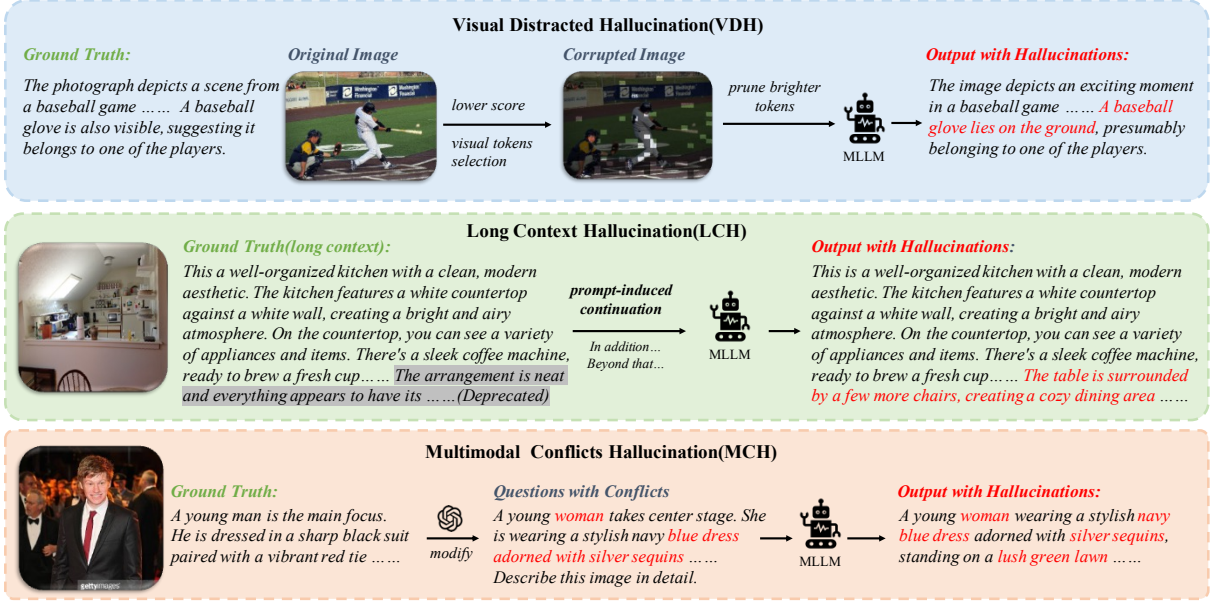 Visual Distracted Hallucination(VDH)
Ground Truth:
The photograph depicts a scene from
a baseball game …… A baseball
glove is also visible, suggesting it
belongs to one of the players.
Original Image
lower score
visual tokens
selection
Corrupted Image
prune brighter
tokens
MLLM
Output with Hallucinations:
The image depicts an exciting moment
in a baseball game …… A baseball
glove lies on the ground, presumably
belonging to one of the players.
Long Context Hallucination(LCH)
Ground Truth(long context):
This a well-organized kitchen with a clean, modern
aesthetic. The kitchen features a white countertop
against a white wall, creating a bright and airy
atmosphere. On the countertop, you can see a variety
of appliances and items. There's a sleek coffee machine,
ready to brew a fresh cup…… The arrangement is neat
and everything appears to have its ……(Deprecated)
prompt-induced
continuation
In addition…
Beyond that…
MLLM
Output with Hallucinations:
This is a well-organized kitchen with a clean, modern
aesthetic. The kitchen features a white countertop
against a white wall, creating a bright and airy
atmosphere. On the countertop, you can see a variety
of appliances and items. There's a sleek coffee machine,
ready to brew a fresh cup…… The table is surrounded
by a few more chairs, creating a cozy dining area ……
Multimodal Conflicts Hallucination(MCH)
gettyimages
Ground Truth:
A young man is the main focus.
He is dressed in a sharp black suit
paired with a vibrant red tie ……
modify
Questions with Conflicts
A young woman takes center stage. She
is wearing a stylish navy blue dress
adorned with silver sequins ……
Describe this image in detail.
MLLM
Output with Hallucinations:
A young woman wearing a stylish navy
blue dress adorned with silver sequins,
standing on a lush green lawn ……